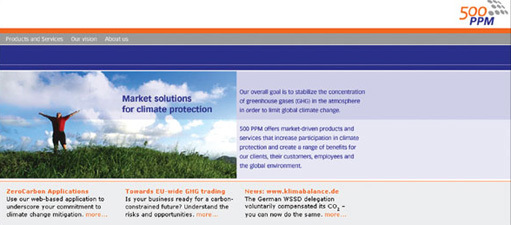 500
PPM
Products and Services Our vision About us
Market solutions
for climate protection
Our overall goal is to stabilize the concentration
of greenhouse gases (GHG) in the atmosphere
in order to limit global climate change.
500 PPM offers market-driven products and
services that increase participation in climate
protection and create a range of benefits for
our clients, their customers, employees and
the global environment.
ZeroCarbon Applications
Use our web-based application to
underscore your commitment to
climate change mitigation. more ...
Towards EU-wide GHG trading
Is your business ready for a carbon-
constrained future? Understand the
risks and opportunities. more ...
News: www.klimabalance.de
The German WSSD delegation
voluntarily compensated its CO₂ –
you can now do the same. more ...